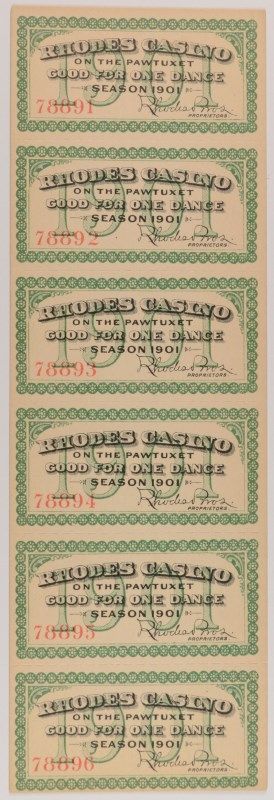 RHODES CASINO
ON THE PAWTUXET
GOOD FOR ONE DANCE
SEASON 1901
78891
Rhodes Bros.
PROPRIETORS
RHODES CASINO
ON THE PAWTUXET
GOOD FOR ONE DANCE
SEASON 1901
78892
Rhodes Bros.
PROPRIETORS
RHODES CASINO
ON THE PAWTUXET
GOOD FOR ONE DANCE
SEASON 1901
78893
Rhodes Bros.
PROPRIETORS
RHODES CASINO
ON THE PAWTUXET
GOOD FOR ONE DANCE
SEASON 1901
78894
Rhodes Bros.
PROPRIETORS
RHODES CASINO
ON THE PAWTUXET
GOOD FOR ONE DANCE
SEASON 1901
78895
Rhodes Bros.
PROPRIETORS
RHODES CASINO
ON THE PAWTUXET
GOOD FOR ONE DANCE
SEASON 1901
78896
Rhodes Bros.
PROPRIETORS